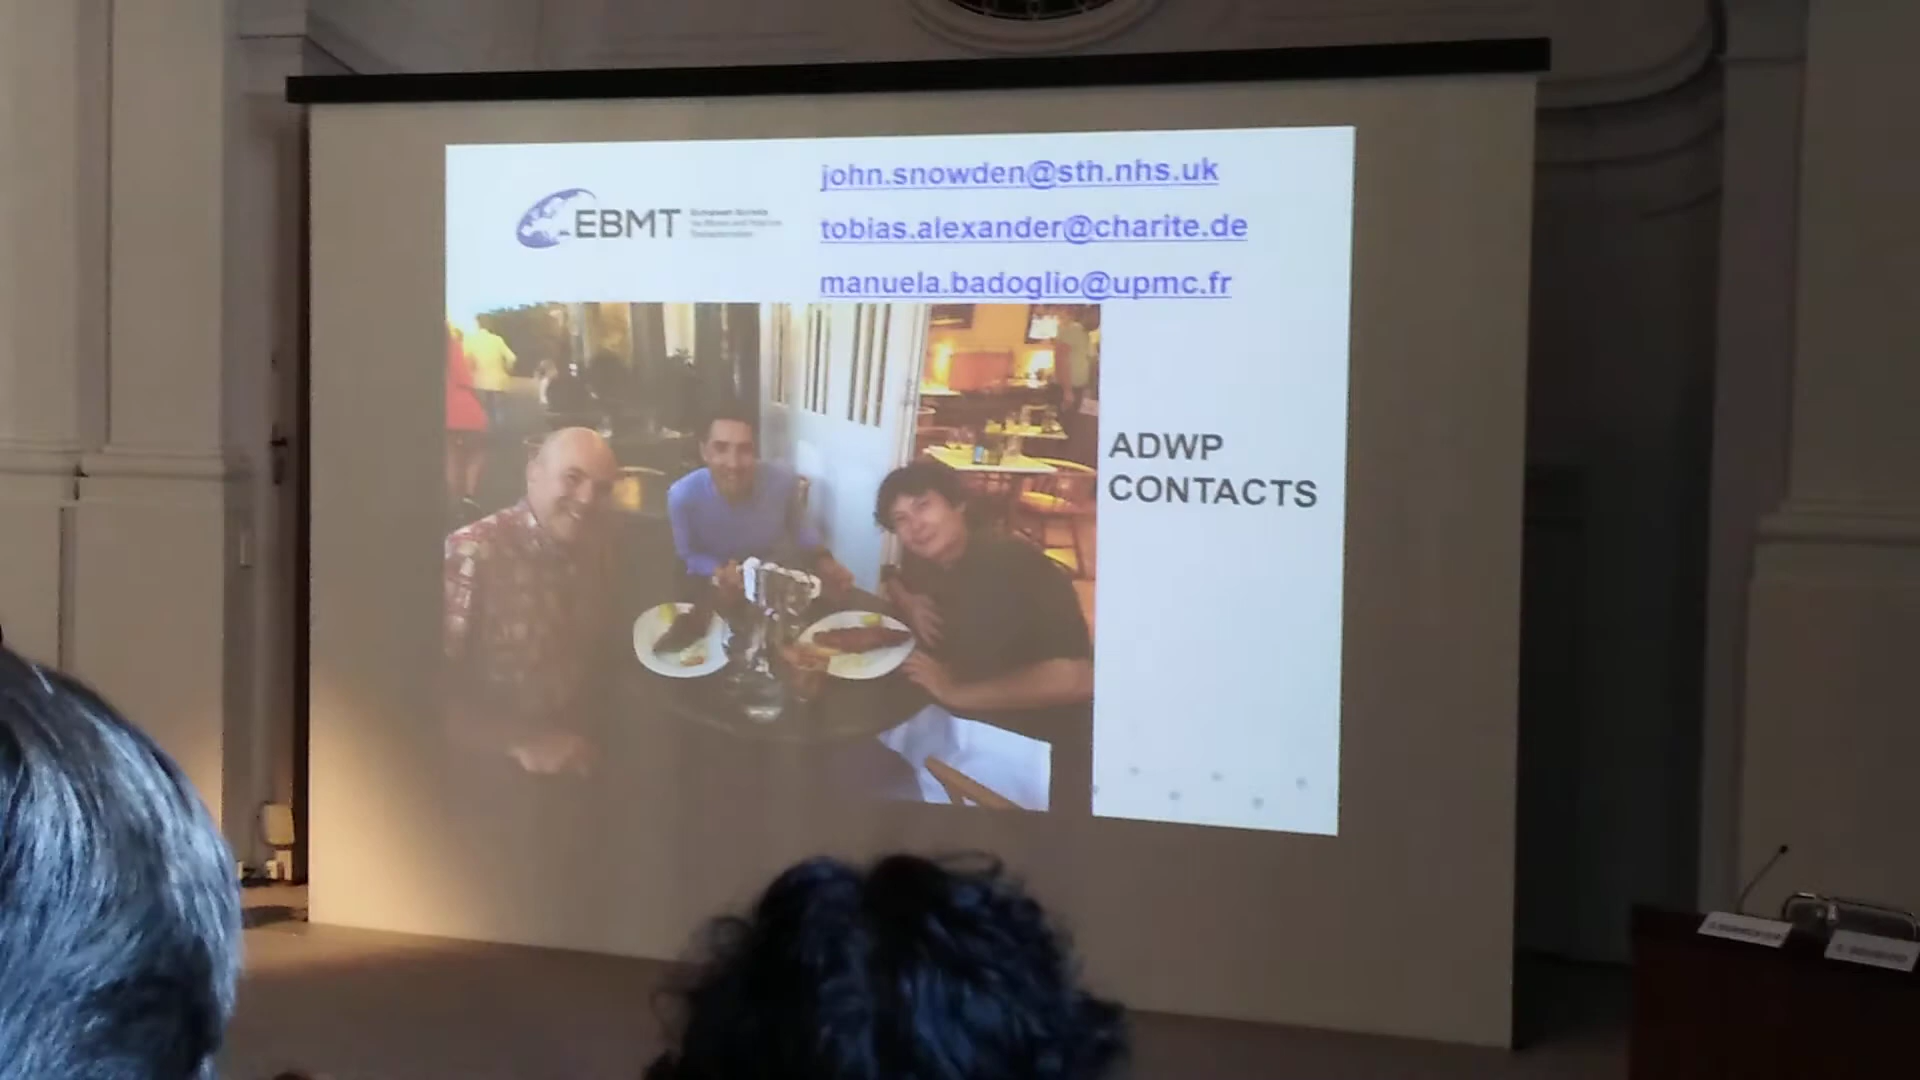 john.snowden@sth.nhs.uk
EBMT
tobias.alexander@charite.de
manuela.badoglio@upmc.fr
ADWP
CONTACTS